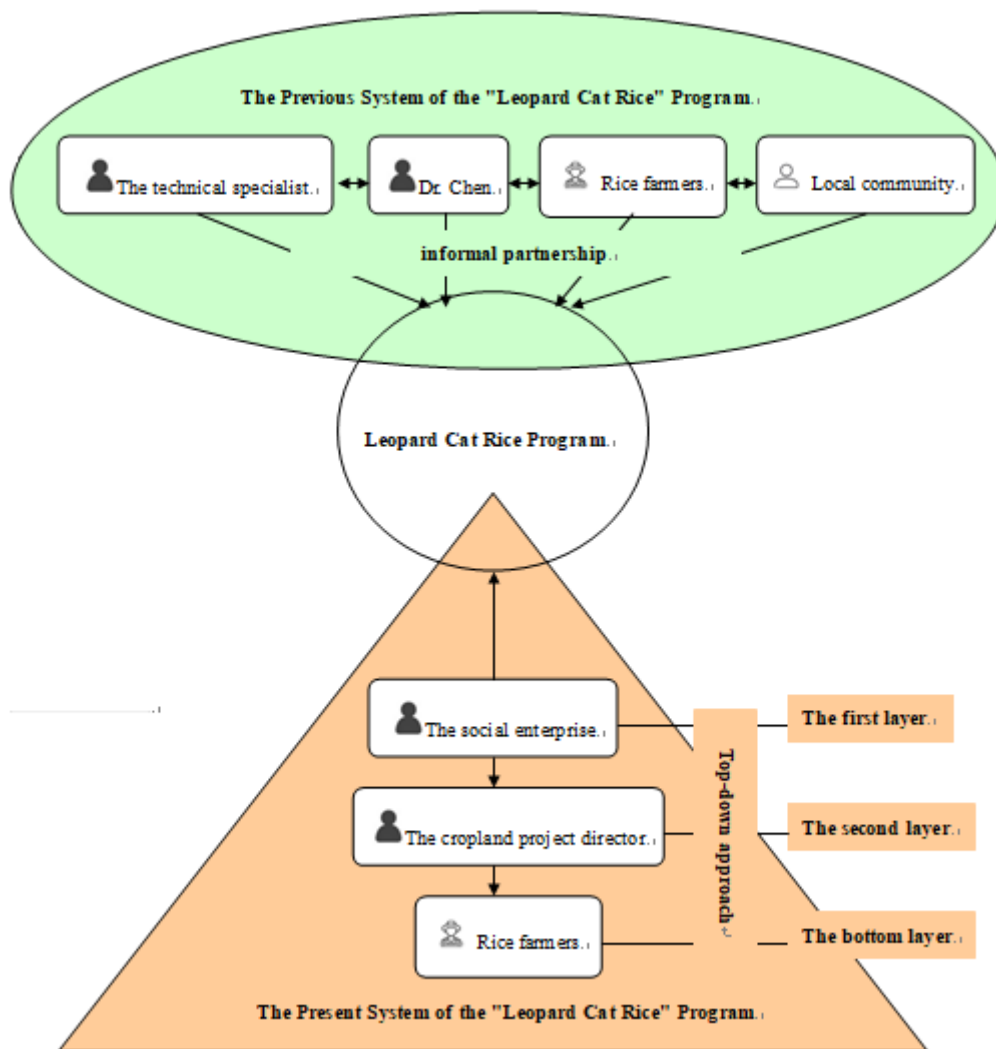 The Previous System of the "Leopard Cat Rice" Program.
The technical specialist.
Dr. Chen.
Rice farmers.
Local community.
informal partnership.
Leopard Cat Rice Program.
The social enterprise.
The first layer.
Top-down approach
The cropland project director.
The second layer.
Rice farmers.
The bottom layer.
The Present System of the "Leopard Cat Rice" Program.